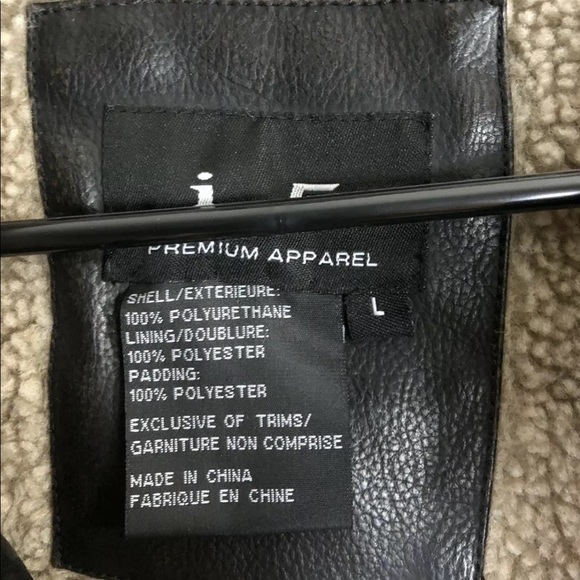 PREMIUM APPAREL
L
SHELL/EXTERIEURE:
100% POLYURETHANE
LINING/DOUBLURE:
100% POLYESTER
PADDING:
100% POLYESTER
EXCLUSIVE OF TRIMS/
GARNITURE NON COMPRISE
MADE IN CHINA
FABRIQUE EN CHINE